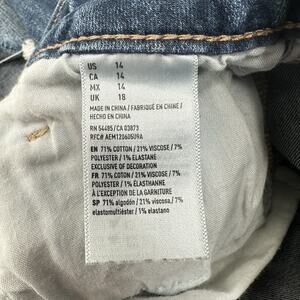 US 14
CA 14
MX 14
UK 18
MADE IN CHINA / FABRIQUÉ EN CHINE /
HECHO EN CHINA
RN 54485/CA 03873
RFC# AEM120605U9A
EN 71% COTTON / 21% VISCOSE / 7%
POLYESTER / 1% ELASTANE
EXCLUSIVE OF DECORATION
FR 71% COTON / 21% VISCOSE / 7%
POLYESTER / 1% ÉLASTHANNE
À L'EXCEPTION DE LA GARNITURE
SP 71% algodón / 21% viscosa / 7%
elastomultiéster / 1% elastano